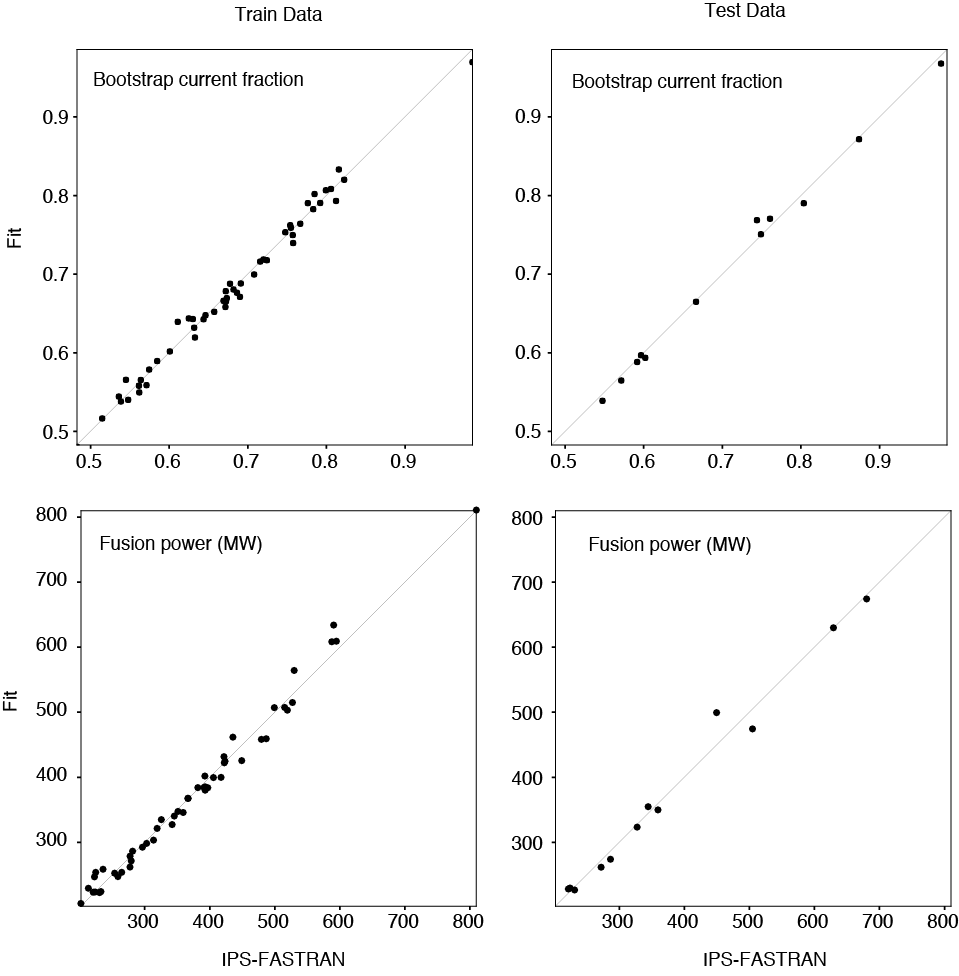 Train Data
Test Data
Bootstrap current fraction
0.9
0.8
0.7
0.6
0.5
0.5 0.6 0.7 0.8 0.9
Fit
Bootstrap current fraction
0.9
0.8
0.7
0.6
0.5
0.5 0.6 0.7 0.8 0.9
Fusion power (MW)
800
700
600
500
400
300
300 400 500 600 700 800
Fit
IPS-FASTRAN
Fusion power (MW)
800
700
600
500
400
300
300 400 500 600 700 800
IPS-FASTRAN